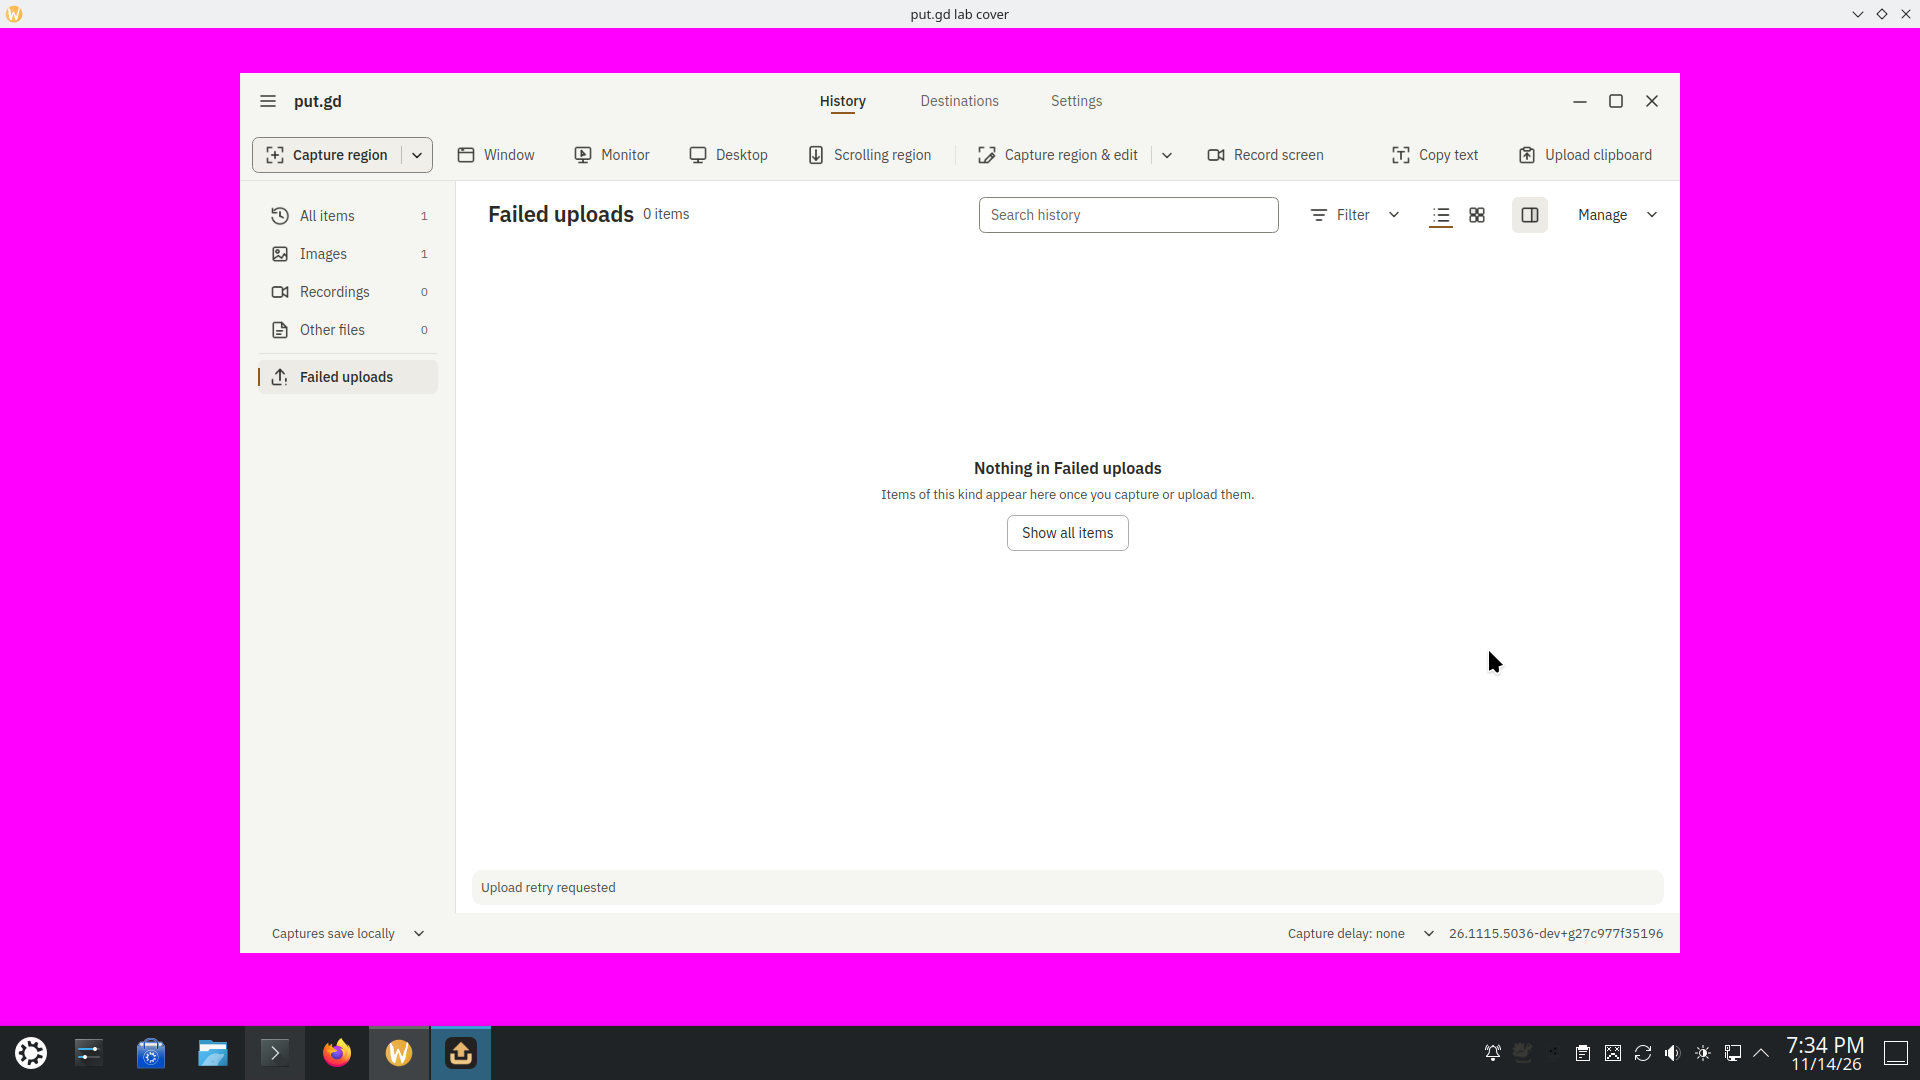 put.gd lab cover
put.gd
History
Destinations
Settings
Capture region
Window
Monitor
Desktop
Scrolling region
Capture region & edit
Record screen
Copy text
Upload clipboard
All items 1
Images 1
Recordings 0
Other files 0
Failed uploads
Failed uploads 0 items
Search history
Filter
Manage
Nothing in Failed uploads
Items of this kind appear here once you capture or upload them.
Show all items
Upload retry requested
Captures save locally
Capture delay: none
26.1115.5036-dev+g27c977f35196
7:34 PM
11/14/26